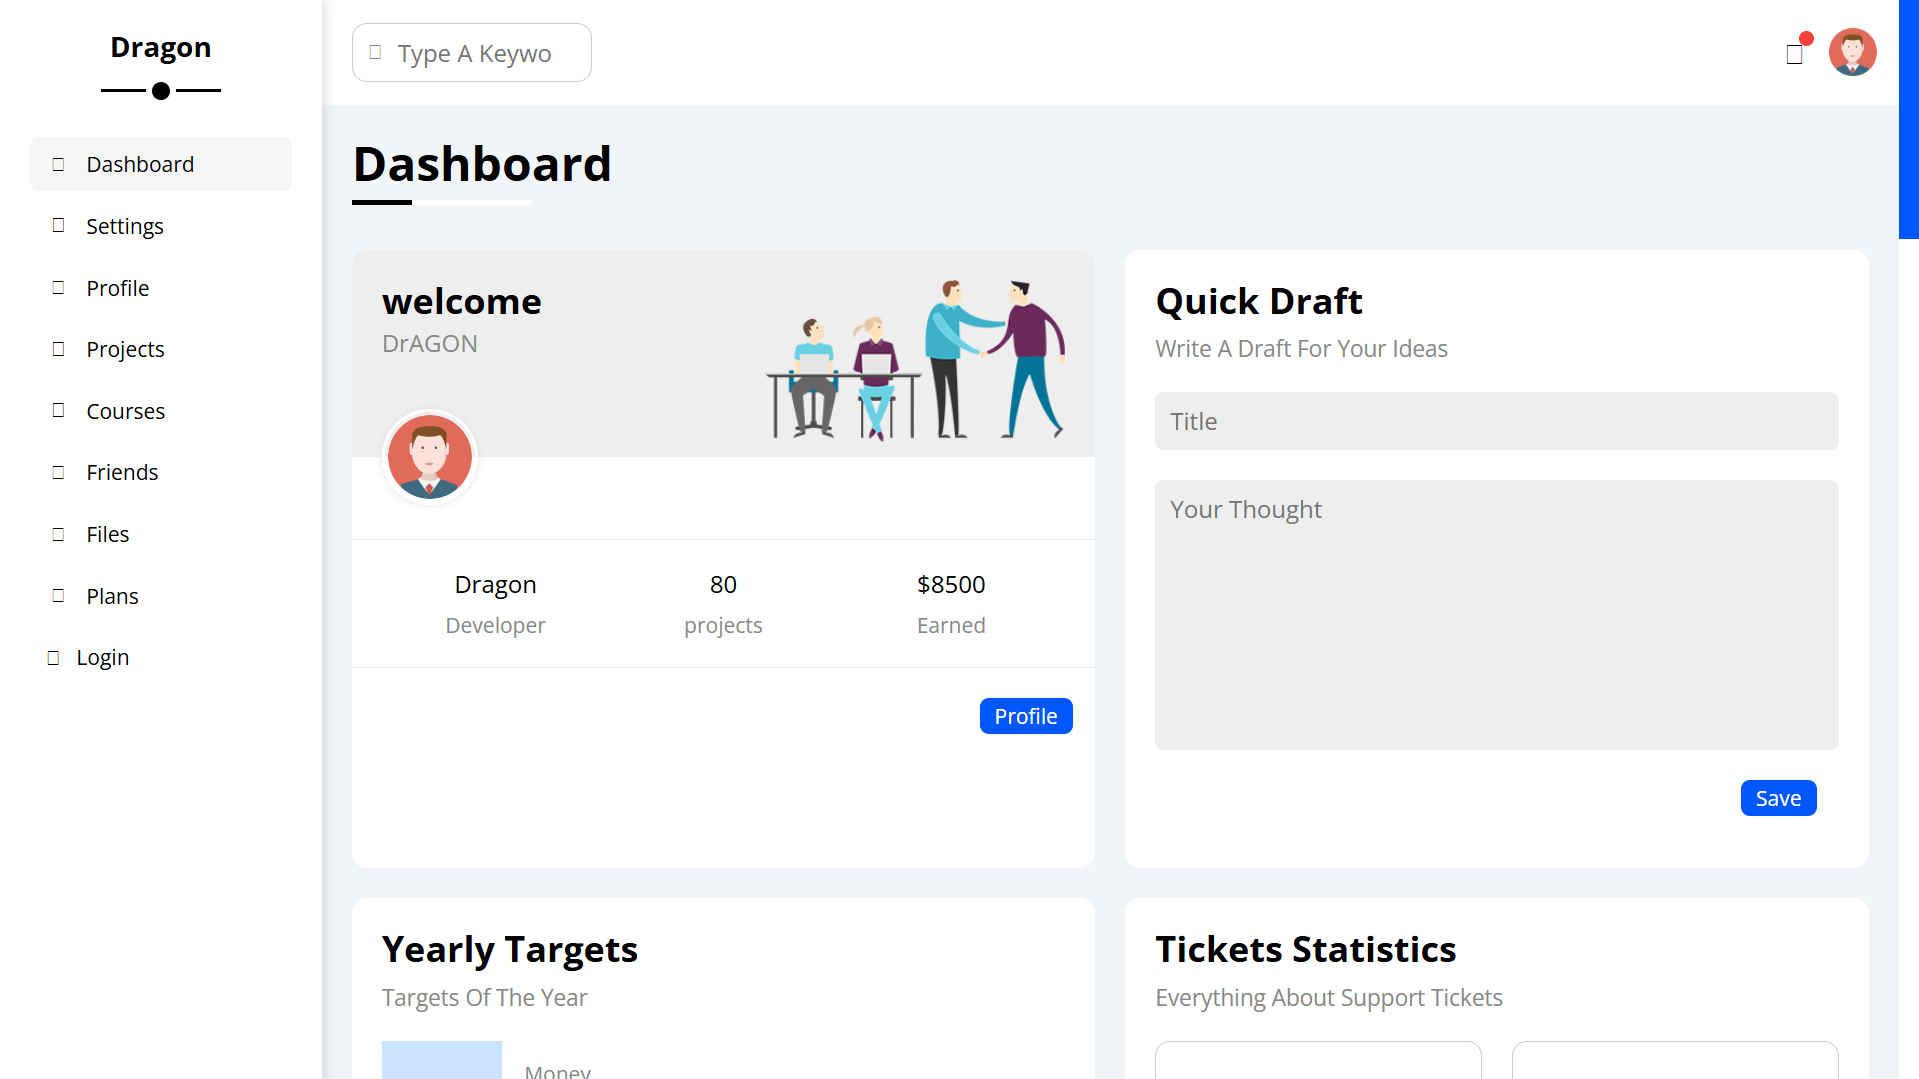 Dragon
Dashboard
Settings
Profile
Projects
Courses
Friends
Files
Plans
Login
Type A Keywo
Dashboard
welcome
DrAGON
Dragon
Developer
80
projects
$8500
Earned
Profile
Quick Draft
Write A Draft For Your Ideas
Title
Your Thought
Save
Yearly Targets
Targets Of The Year
Money
Tickets Statistics
Everything About Support Tickets